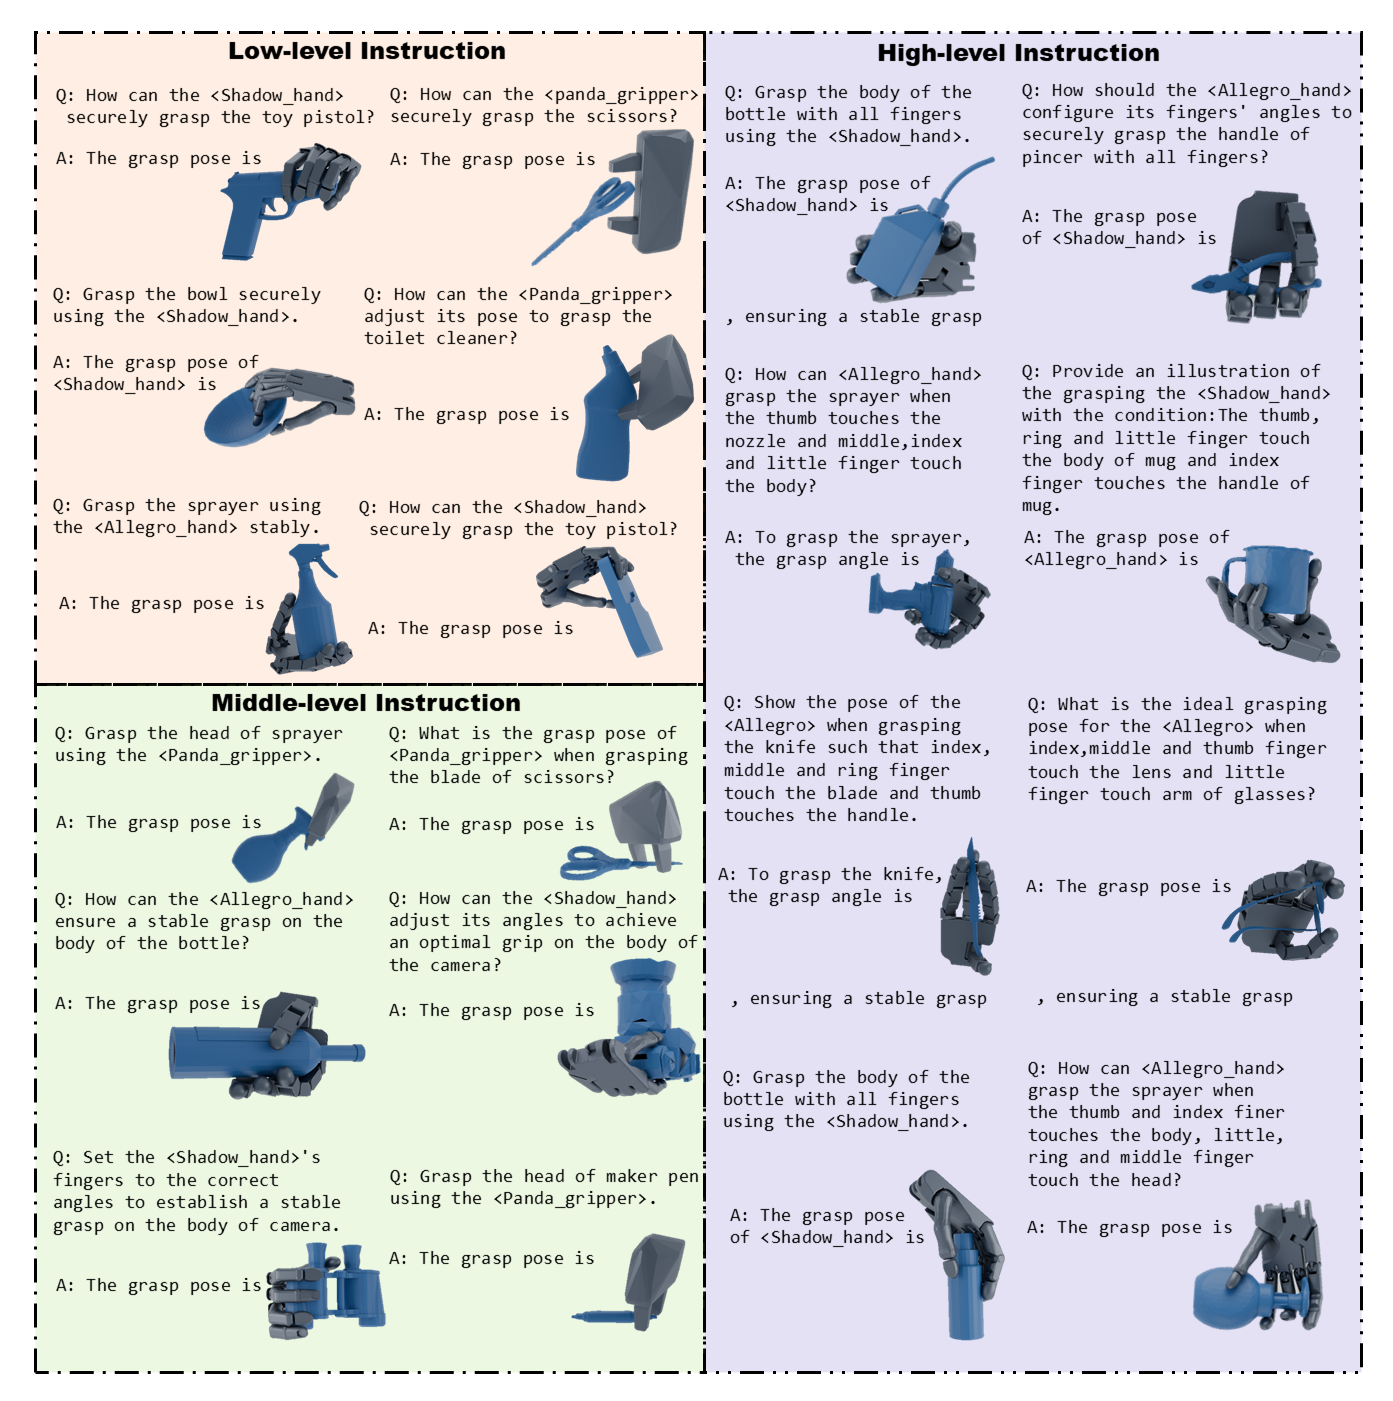 Low-level Instruction
Q: How can the <Shadow_hand>
securely grasp the toy pistol?
A: The grasp pose is
Q: How can the <panda_gripper>
securely grasp the scissors?
A: The grasp pose is
Q: Grasp the bowl securely
using the <Shadow_hand>.
A: The grasp pose of
<Shadow_hand> is
Q: How can the <Panda_gripper>
adjust its pose to grasp the
toilet cleaner?
A: The grasp pose is
Q: Grasp the sprayer using
the <Allegro_hand> stably.
A: The grasp pose is
Q: How can the <Shadow_hand>
securely grasp the toy pistol?
A: The grasp pose is
Middle-level Instruction
Q: Grasp the head of sprayer
using the <Panda_gripper>.
A: The grasp pose is
Q: What is the grasp pose of
<Panda_gripper> when grasping
the blade of scissors?
A: The grasp pose is
Q: How can the <Allegro_hand>
ensure a stable grasp on the
body of the bottle?
A: The grasp pose is
Q: How can the <Shadow_hand>
adjust its angles to achieve
an optimal grip on the body of
the camera?
A: The grasp pose is
Q: Set the <Shadow_hand>'s
fingers to the correct
angles to establish a stable
grasp on the body of camera.
A: The grasp pose is
Q: Grasp the head of maker pen
using the <Panda_gripper>.
A: The grasp pose is
High-level Instruction
Q: Grasp the body of the
bottle with all fingers
using the <Shadow_hand>.
A: The grasp pose of
<Shadow_hand> is
, ensuring a stable grasp
Q: How should the <Allegro_hand>
configure its fingers' angles to
securely grasp the handle of
pincer with all fingers?
A: The grasp pose
of <Shadow_hand> is
Q: How can <Allegro_hand>
grasp the sprayer when
the thumb touches the
nozzle and middle,index
and little finger touch
the body?
A: To grasp the sprayer,
the grasp angle is
Q: Provide an illustration of
the grasping the <Shadow_hand>
with the condition:The thumb,
ring and little finger touch
the body of mug and index
finger touches the handle of
mug.
A: The grasp pose of
<Allegro_hand> is
Q: Show the pose of the
<Allegro> when grasping
the knife such that index,
middle and ring finger
touch the blade and thumb
touches the handle.
A: To grasp the knife,
the grasp angle is
, ensuring a stable grasp
Q: What is the ideal grasping
pose for the <Allegro> when
index,middle and thumb finger
touch the lens and little
finger touch arm of glasses?
A: The grasp pose is
, ensuring a stable grasp
Q: Grasp the body of the
bottle with all fingers
using the <Shadow_hand>.
A: The grasp pose
of <Shadow_hand> is
Q: How can <Allegro_hand>
grasp the sprayer when
the thumb and index finer
touches the body, little,
ring and middle finger
touch the head?
A: The grasp pose is